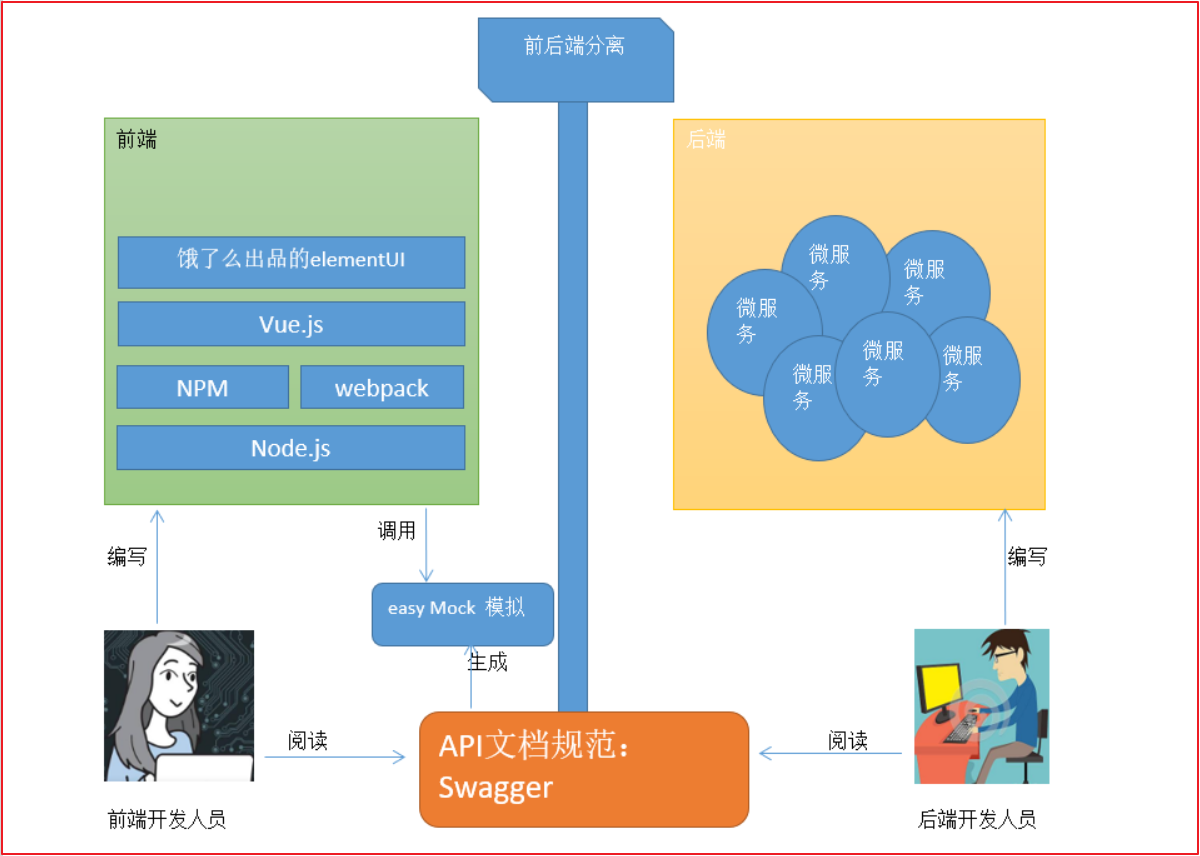 前后端分离
前端
饿了么出品的elementUI
Vue.js
NPM
webpack
Node.js
后端
微服
务
微服
务
微服
务
微服
务
微服
务
微服
务
调用
编写
编写
easy Mock 模拟
生成
阅读
API文档规范：
Swagger
阅读
前端开发人员
后端开发人员